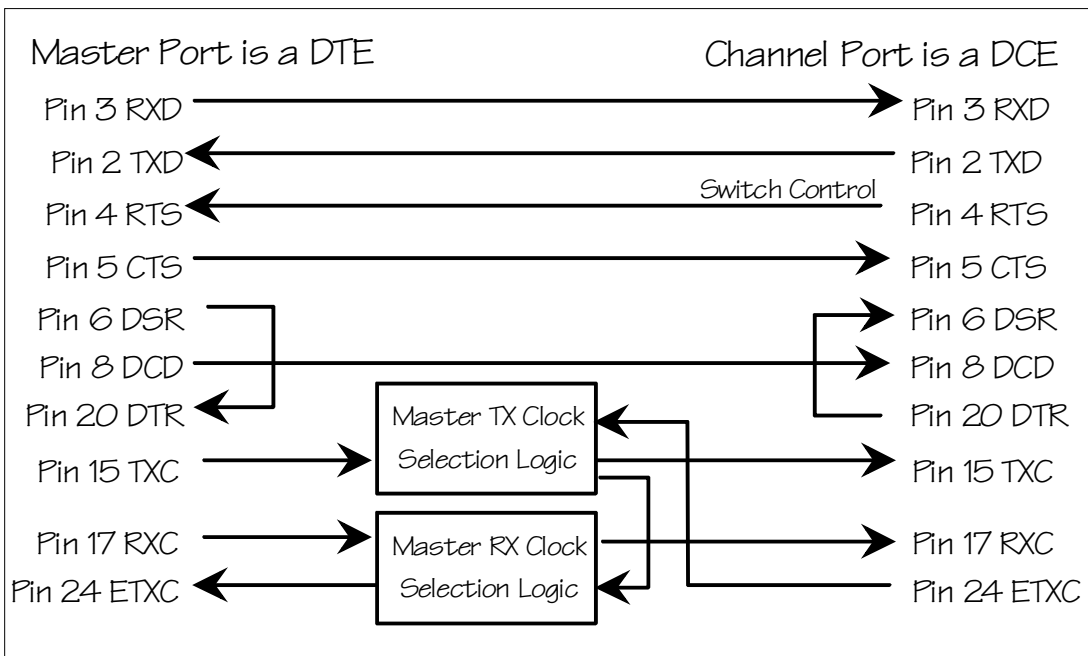 Master Port is a DTE Channel Port is a DCE
Pin 3 RXD Pin 3 RXD
Pin 2 TXD Pin 2 TXD
Switch Control
Pin 4 RTS Pin 4 RTS
Pin 5 CTS Pin 5 CTS
Pin 6 DSR Pin 6 DSR
Pin 8 DCD Pin 8 DCD
Pin 20 DTR Pin 20 DTR
Master TX Clock
Selection Logic
Pin 15 TXC Pin 15 TXC
Pin 17 RXC Pin 17 RXC
Master RX Clock
Selection Logic
Pin 24 ETXC Pin 24 ETXC